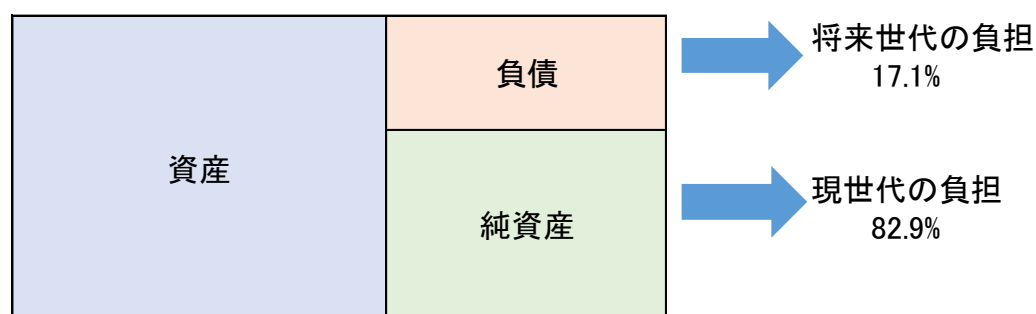 資産
負債
純資産
将来世代の負担
17.1%
現世代の負担
82.9%